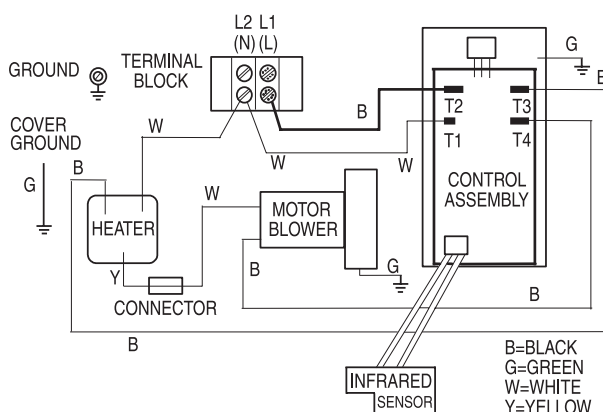 L2 L1
(N) (L)
GROUND
TERMINAL
BLOCK
G
B
B
T2
T3
T1
T4
COVER
GROUND
W
W
W
B
G
W
HEATER
MOTOR
BLOWER
CONTROL
ASSEMBLY
Y
B
G
CONNECTOR
B
B
INFRARED
SENSOR
B=BLACK
G=GREEN
W=WHITE
Y=YELLOW